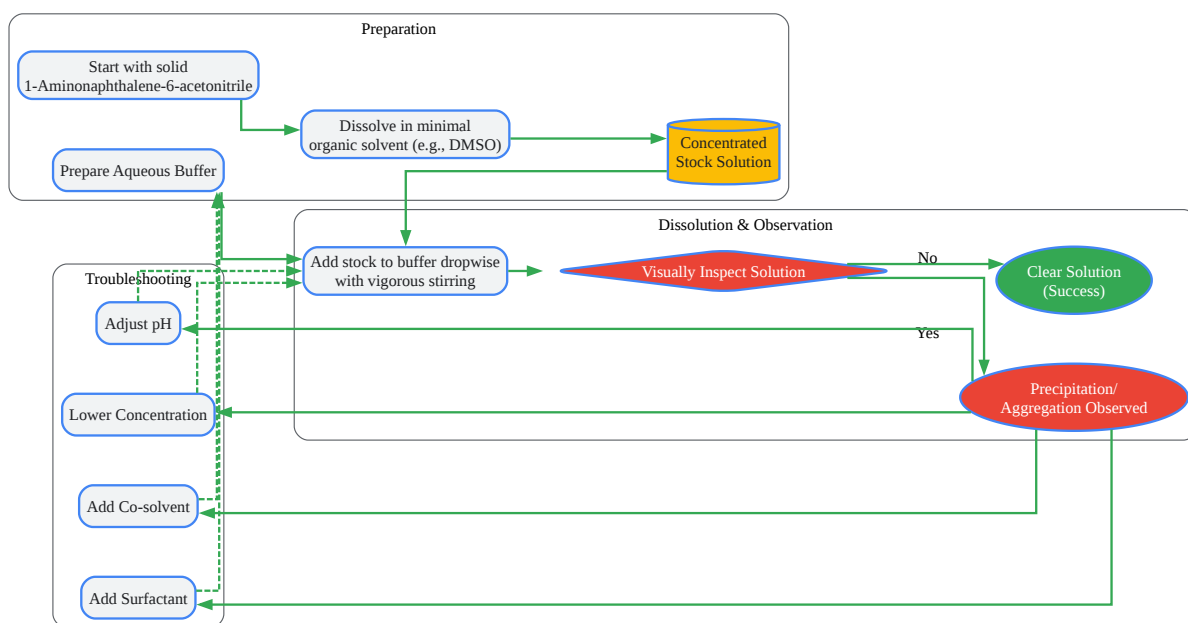 Preparation
Start with solid
1-Aminonaphthalene-6-acetonitrile
Dissolve in minimal
organic solvent (e.g., DMSO)
Concentrated
Stock Solution
Prepare Aqueous Buffer
Dissolution & Observation
Add stock to buffer dropwise
with vigorous stirring
Visually Inspect Solution
No
Clear Solution
(Success)
Yes
Precipitation/
Aggregation Observed
Troubleshooting
Adjust pH
Lower Concentration
Add Co-solvent
Add Surfactant